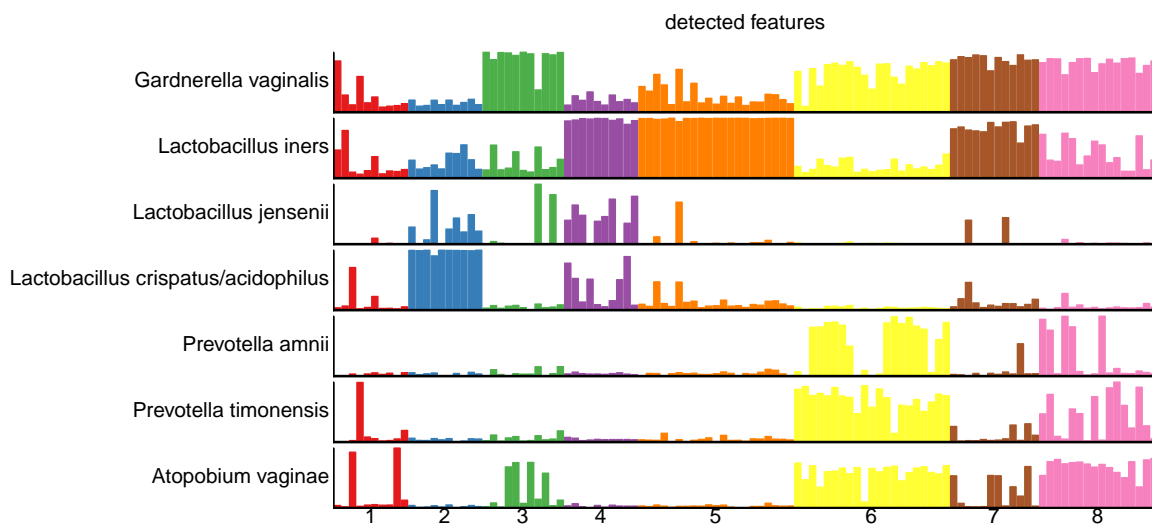 detected features
Gardnerella vaginalis
Lactobacillus iners
Lactobacillus jensenii
Lactobacillus crispatus/acidophilus
Prevotella amnii
Prevotella timonensis
Atopobium vaginae
1 2 3 4 5 6 7 8